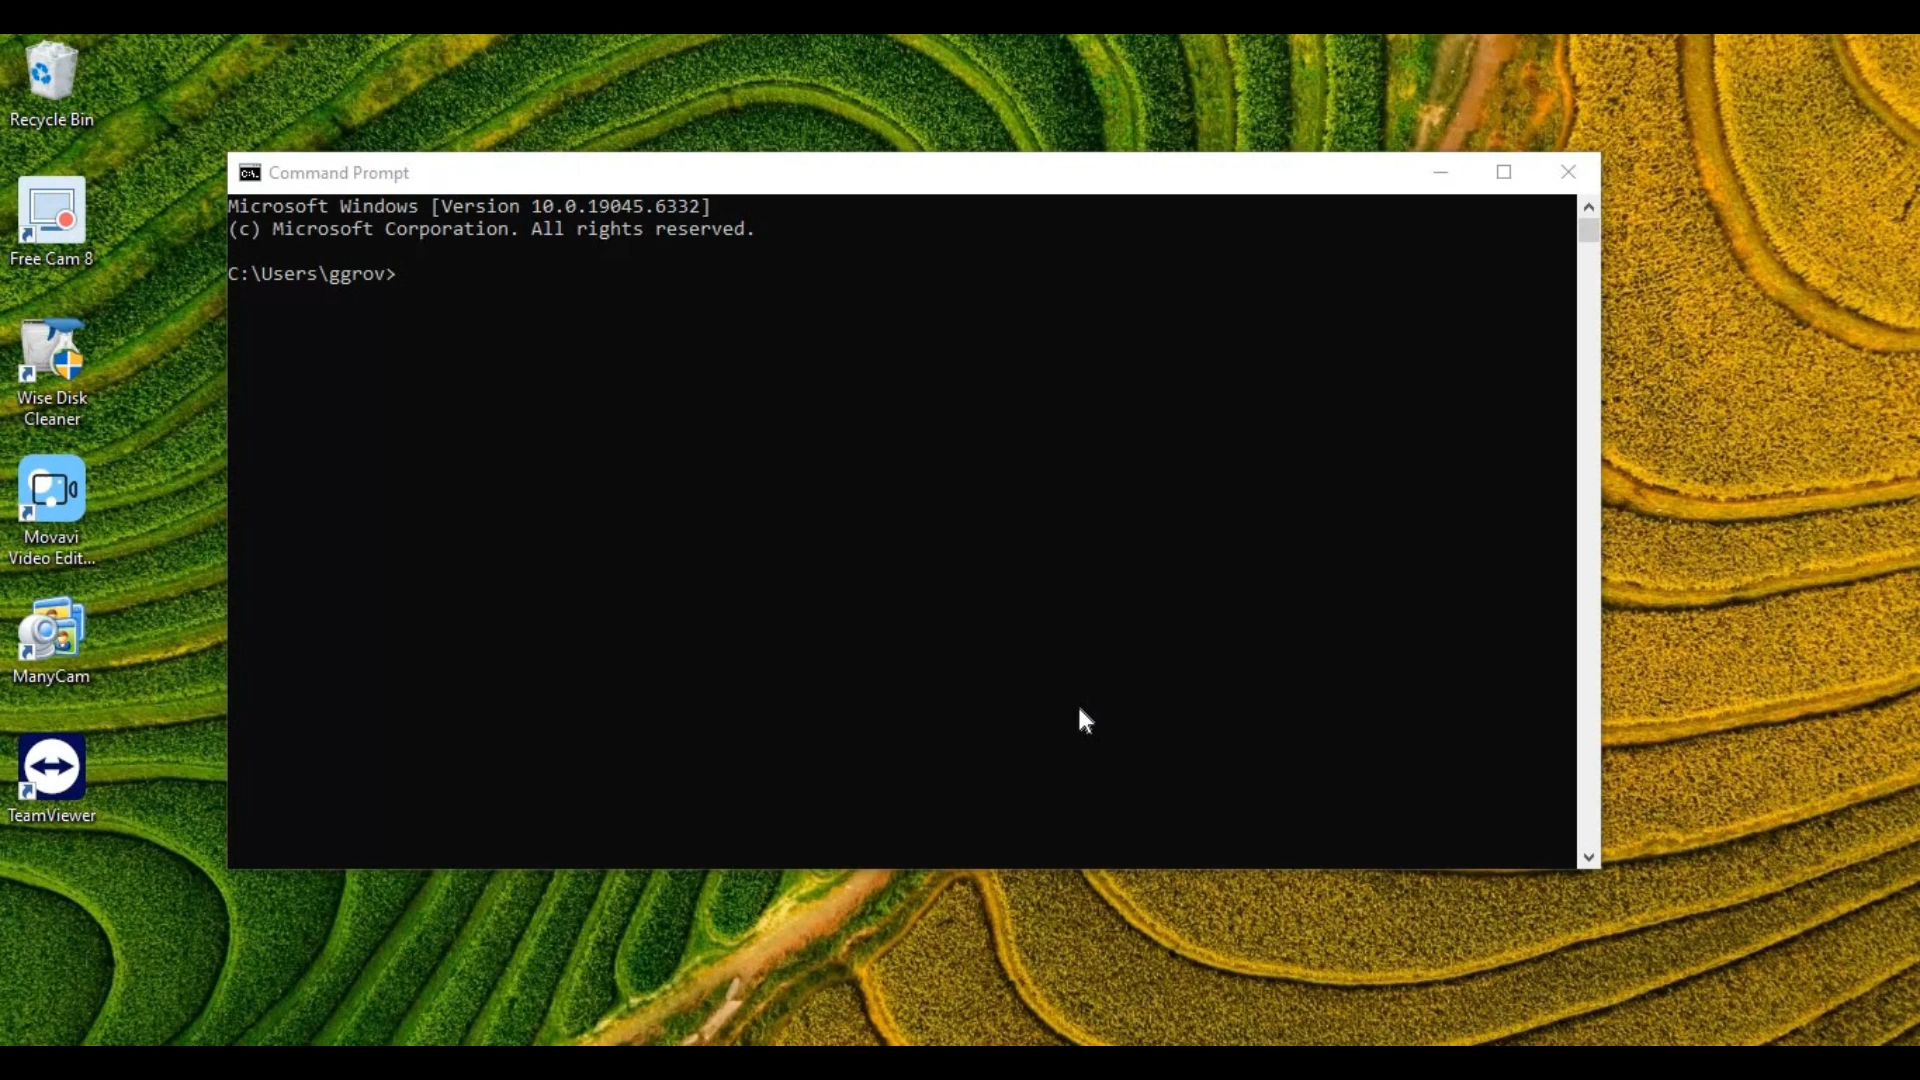 Recycle Bin
Free Cam 8
Wise Disk
Cleaner
Movavi
Video Edit...
ManyCam
TeamViewer
C:\.
Command Prompt
Microsoft Windows [Version 10.0.19045.6332]
(c) Microsoft Corporation. All rights reserved.
C:\Users\ggrov>